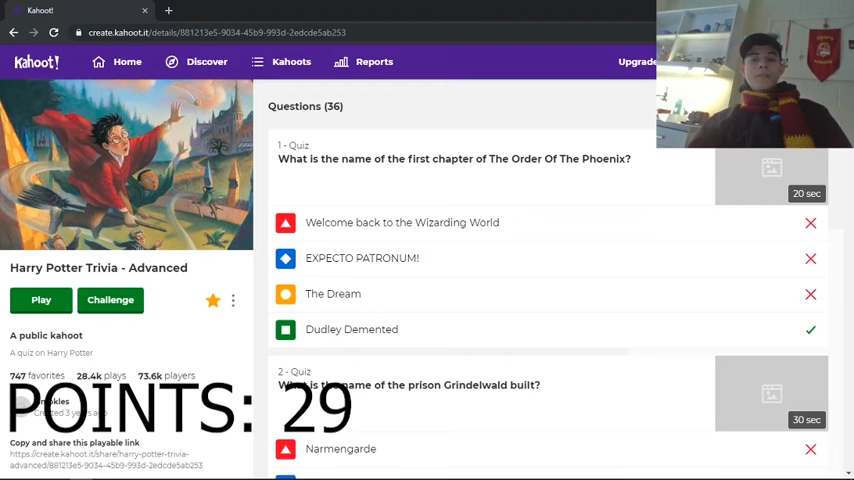 Kahoot!
create.kahoot.it/details/881213e5-9034-45b9-993d-2edcde5ab253
Kahoot!
Home
Discover
Kahoots
Reports
Upgrade
Questions (36)
1 - Quiz
What is the name of the first chapter of The Order Of The Phoenix?
20 sec
Welcome back to the Wizarding World
EXPECTO PATRONUM!
The Dream
Dudley Demented
Harry Potter Trivia - Advanced
Play
Challenge
A public kahoot
A quiz on Harry Potter
747 favorites 28.4k plays 73.6k players
POINTS: 29
Created 3 years ago
Copy and share this playable link
https://create.kahoot.it/share/harry-potter-trivia-
advanced/881213e5-9034-45b9-993d-2edcde5ab253
2 - Quiz
What is the name of the prison Grindelwald built?
30 sec
Narmengarde